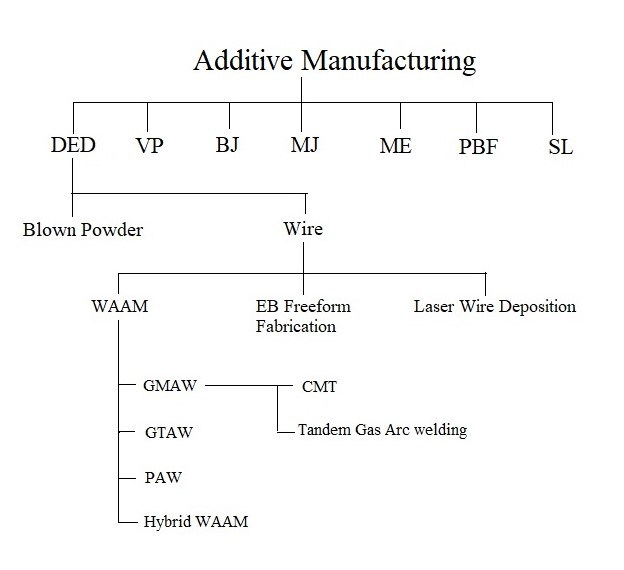 Additive Manufacturing
DED VP BJ MJ ME PBF SL
Blown Powder Wire
WAAM EB Freeform Laser Wire Deposition
Fabrication
GMAW CMT
GTAW Tandem Gas Arc welding
PAW
Hybrid WAAM